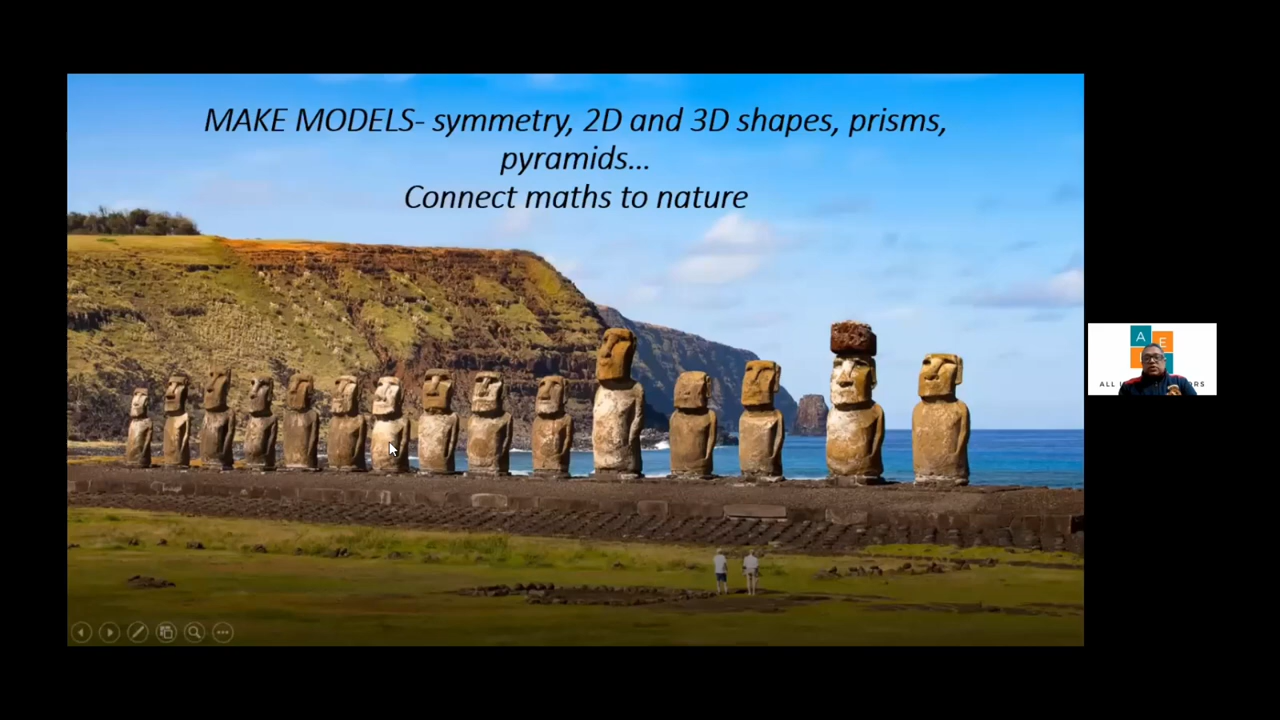 MAKE MODELS- symmetry, 2D and 3D shapes, prisms,
pyramids...
Connect maths to nature
A
E